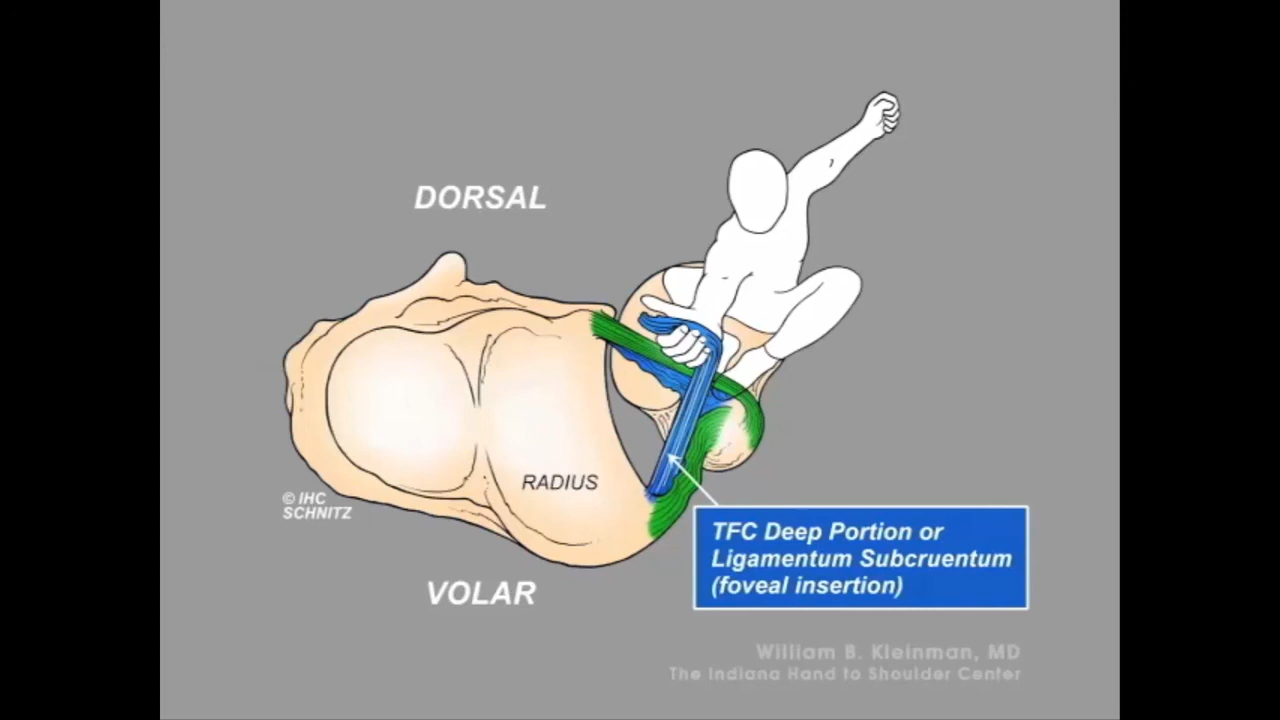 DORSAL
RADIUS
© IHC
SCHNITZ
TFC Deep Portion or
Ligamentum Subcruentum
(foveal insertion)
VOLAR
William B. Kleinman, MD
The Indiana Hand to Shoulder Center